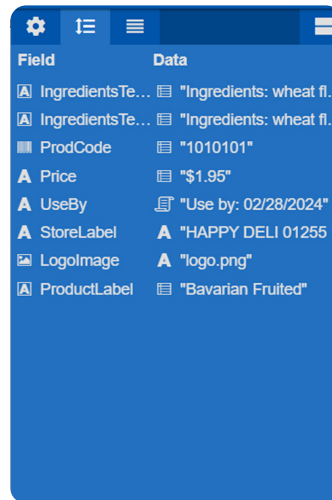 Field Data
IngredientsTe... "Ingredients: wheat fl.
IngredientsTe... "Ingredients: wheat fl.
ProdCode "1010101"
Price "$1.95"
UseBy "Use by: 02/28/2024"
StoreLabel "HAPPY DELI 01255
LogoImage "logo.png"
ProductLabel "Bavarian Fruited"